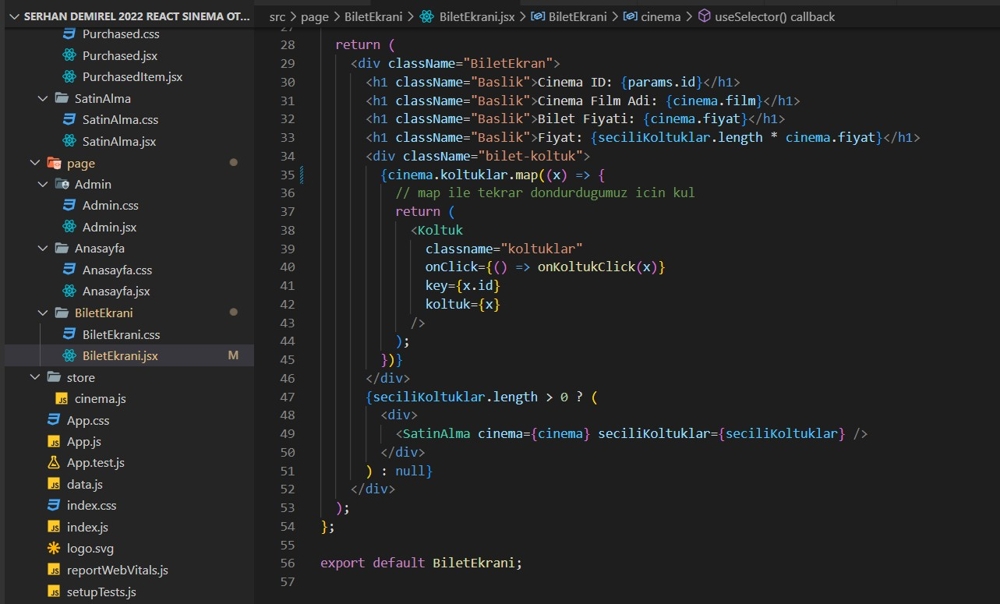 SERHAN DEMIREL 2022 REACT SINEMA OT...
Purchased.css
Purchased.jsx
PurchasedItem.jsx
SatinAlma
SatinAlma.css
SatinAlma.jsx
page
Admin
Admin.css
Admin.jsx
Anasayfa
Anasayfa.css
Anasayfa.jsx
BiletEkrani
BiletEkrani.css
BiletEkrani.jsx M
store
JS cinema.js
App.css
JS App.js
App.test.js
JS data.js
index.css
JS index.js
logo.svg
JS reportWebVitals.js
JS setupTests.js
src > page > BiletEkrani > BiletEkrani.jsx > BiletEkrani > cinema > useSelector() callback
27
28 return (
29 <div className="BiletEkran">
30 <h1 className="Baslik">Cinema ID: {params.id}</h1>
31 <h1 className="Baslik">Cinema Film Adi: {cinema.film}</h1>
32 <h1 className="Baslik">Bilet Fiyati: {cinema.fiyat}</h1>
33 <h1 className="Baslik">Fiyat: {seciliKoltuklar.length * cinema.fiyat}</h1>
34 <div className="bilet-koltuk">
35 {cinema.koltuklar.map((x) => {
36 // map ile tekrar dondurdugumuz icin kul
37 return (
38 <Koltuk
39 classname="koltuklar"
40 onClick={() => onKoltukClick(x)}
41 key={x.id}
42 koltuk={x}
43 />
44 );
45 })}
46 </div>
47 {seciliKoltuklar.length > 0 ? (
48 <div>
49 <SatinAlma cinema={cinema} seciliKoltuklar={seciliKoltuklar} />
50 </div>
51 ) : null}
52 </div>
53 );
54 };
55
56 export default BiletEkrani;
57